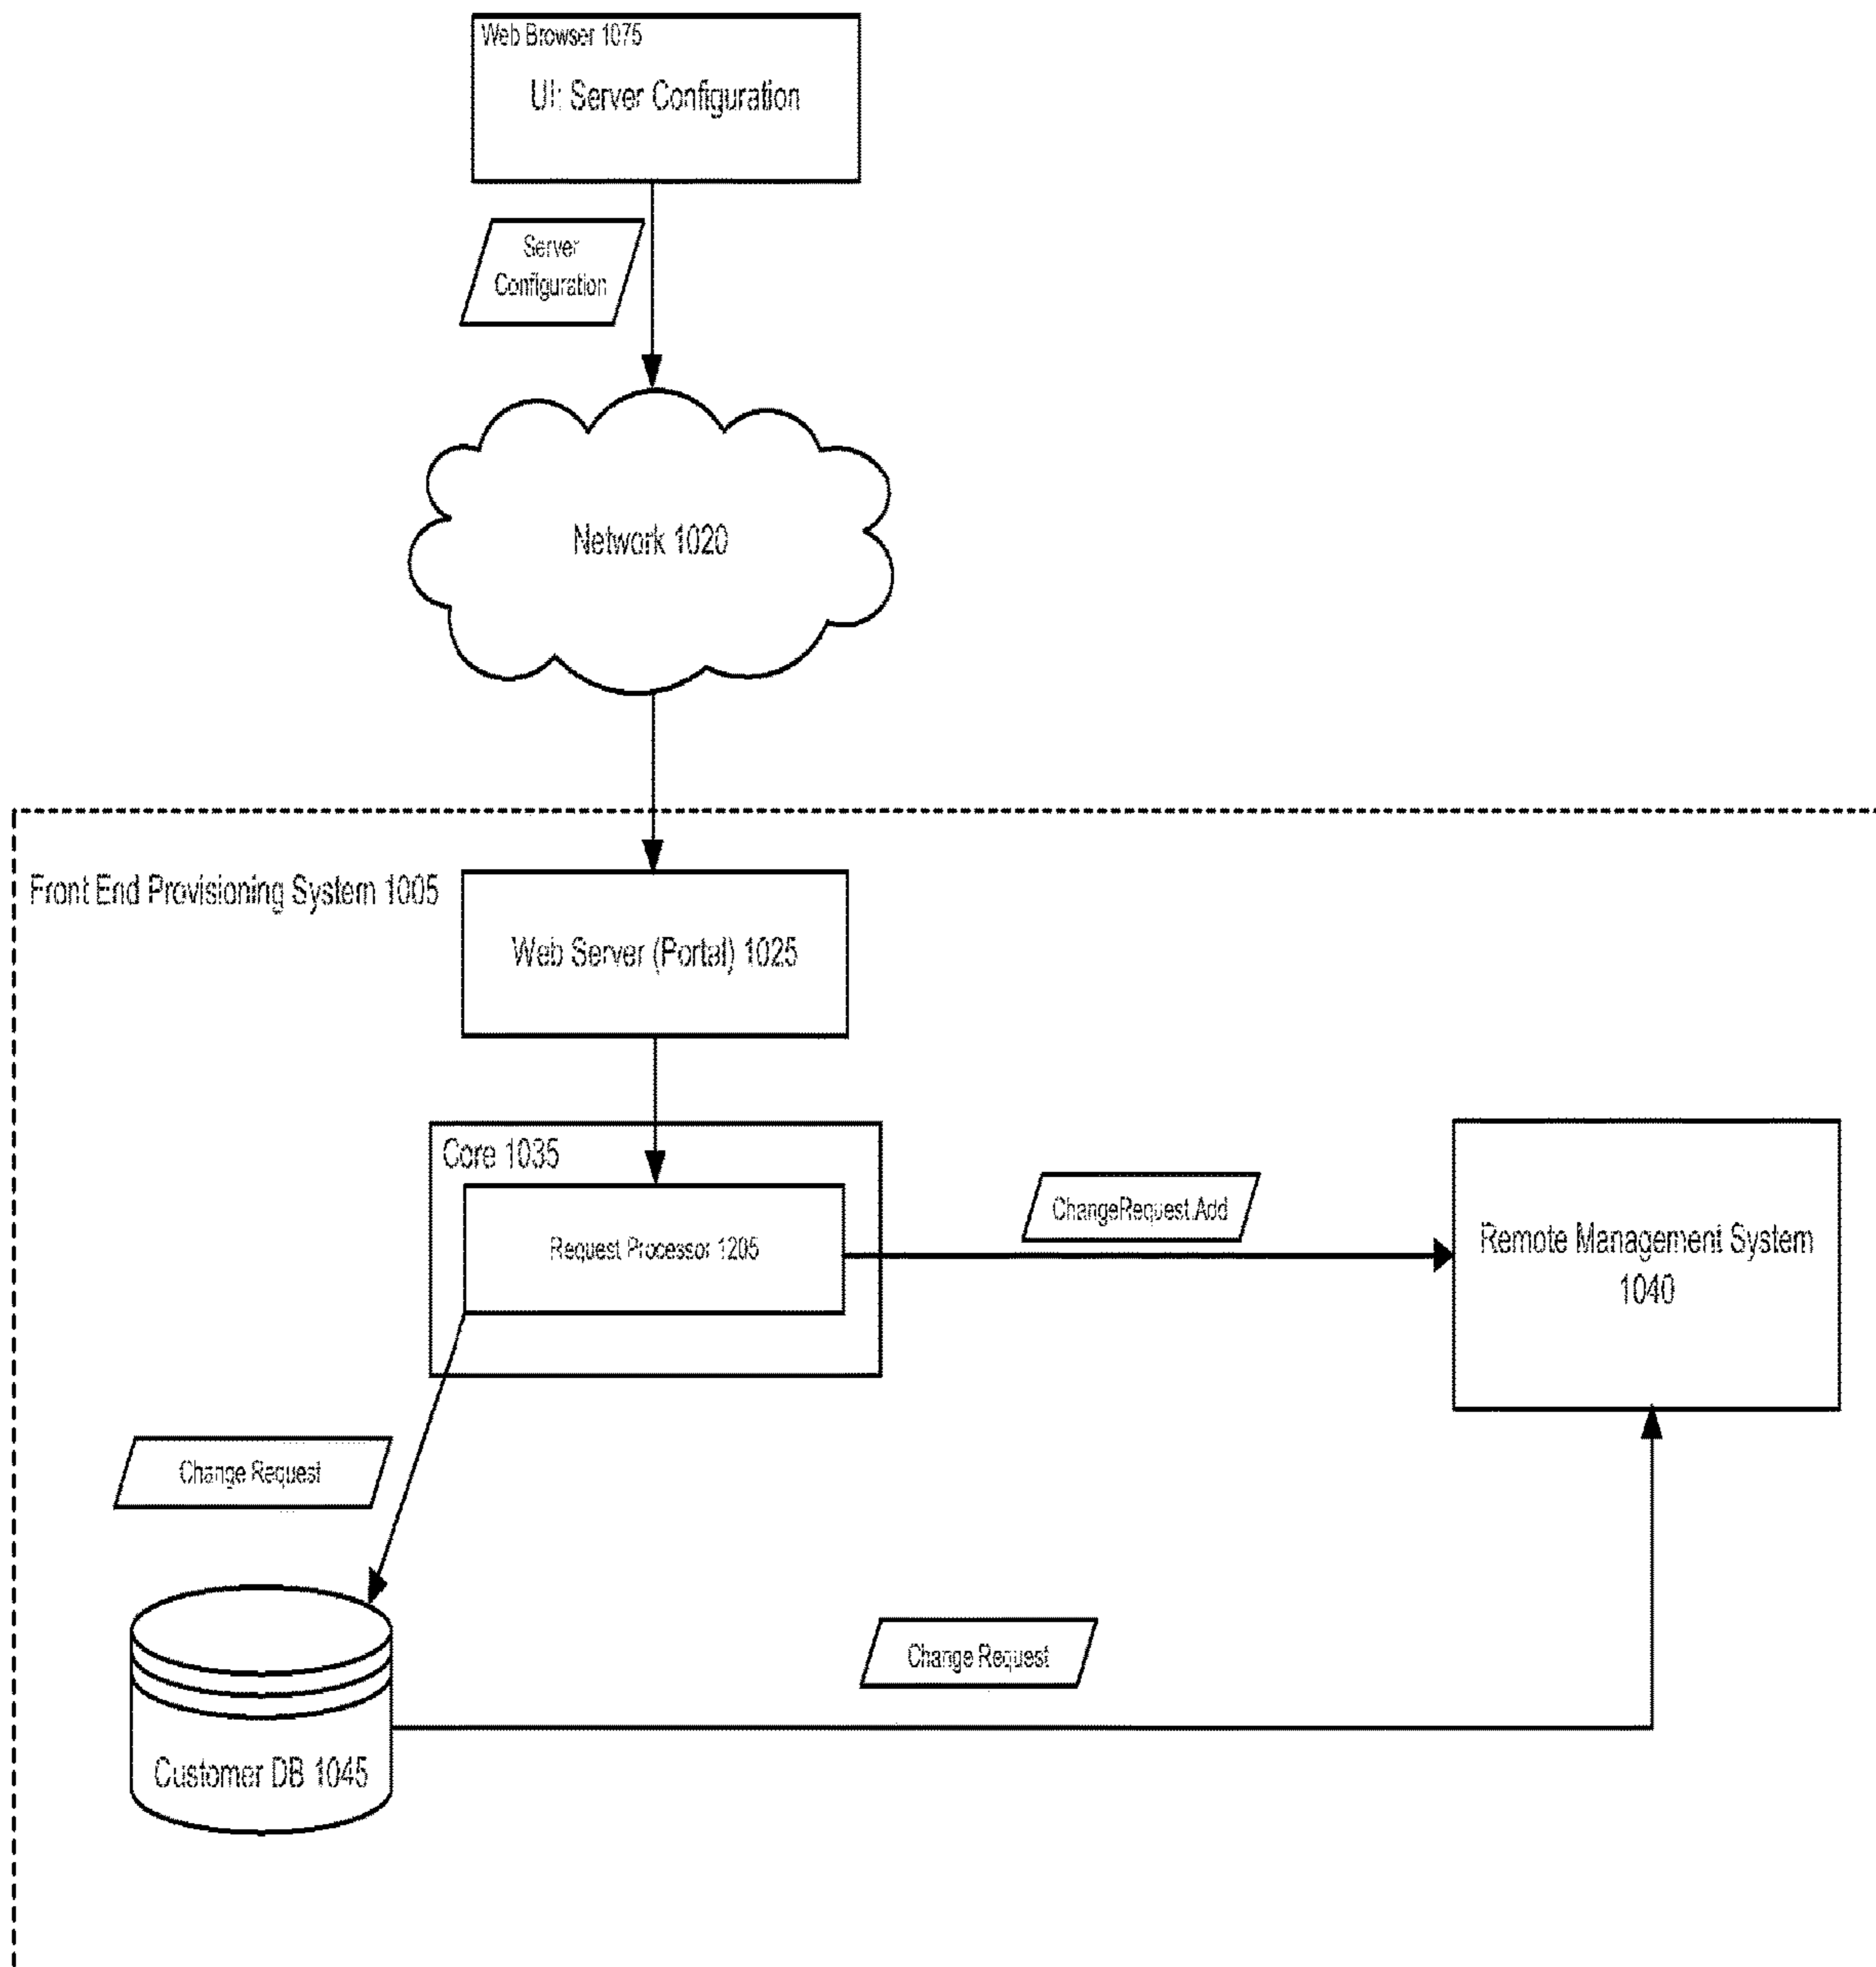 Web Browser 1075
UI: Server Configuration
Server
Configuration
Network 1020
Front End Provisioning System 1005
Web Server (Portal) 1025
Core 1035
Request Processor 1205
ChangeRequest.Add
Remote Management System
1040
Change Request
Change Request
Customer DB 1045